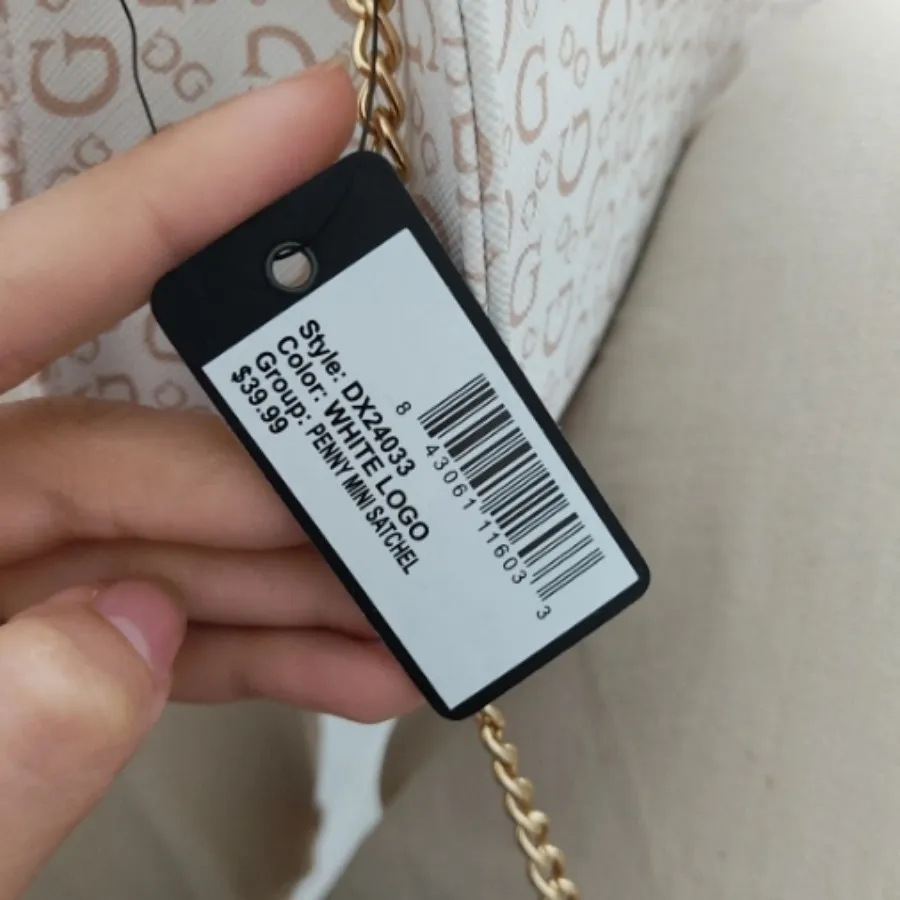 Style: DX24033
Color: WHITE LOGO
Group: PENNY MINI SATCHEL
$39.99
8 43061 11603 3
G
G
G
G
G